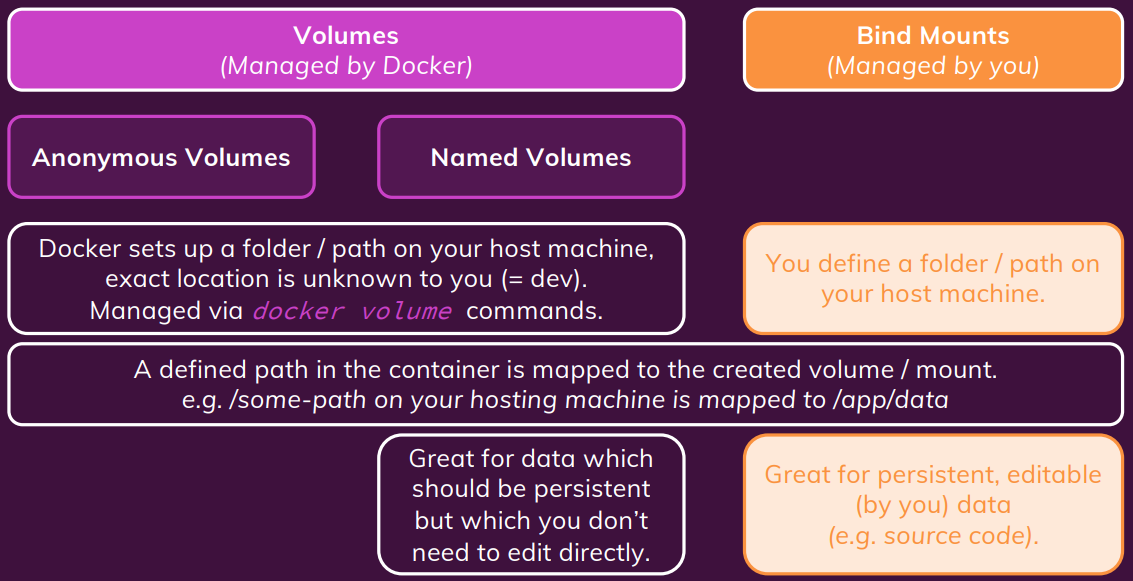 Volumes
(Managed by Docker)
Bind Mounts
(Managed by you)
Anonymous Volumes
Named Volumes
Docker sets up a folder / path on your host machine,
exact location is unknown to you (= dev).
Managed via docker volume commands.
You define a folder / path on
your host machine.
A defined path in the container is mapped to the created volume / mount.
e.g. /some-path on your hosting machine is mapped to /app/data
Great for data which
should be persistent
but which you don’t
need to edit directly.
Great for persistent, editable
(by you) data
(e.g. source code).